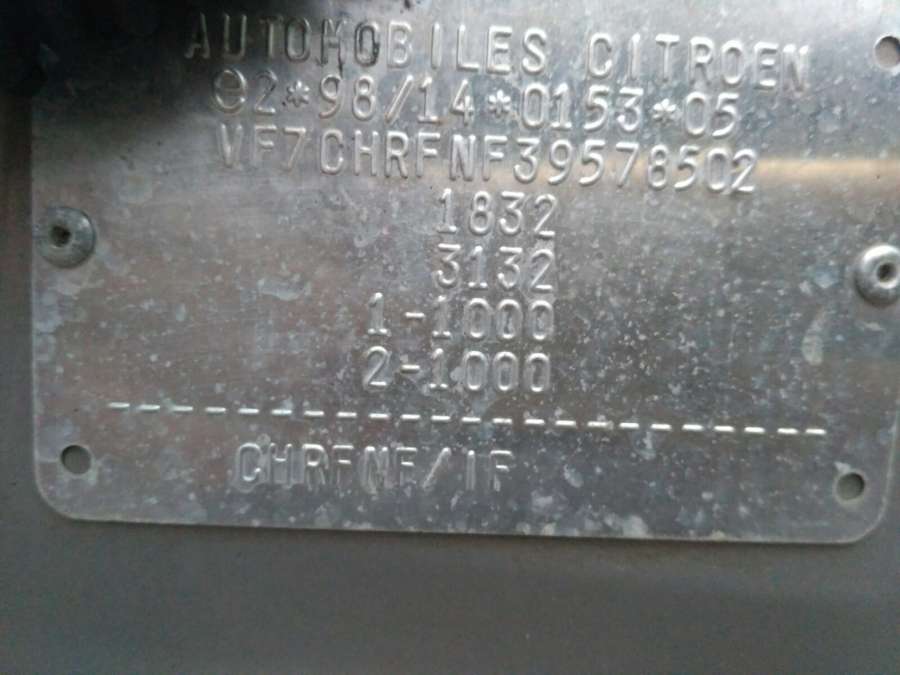 AUTOMOBILES CITROEN
e2*98/14*0153*05
VF7CHRFNF39578502
1832
3132
1-1000
2-1000
--------------------
CHRFNF/IF